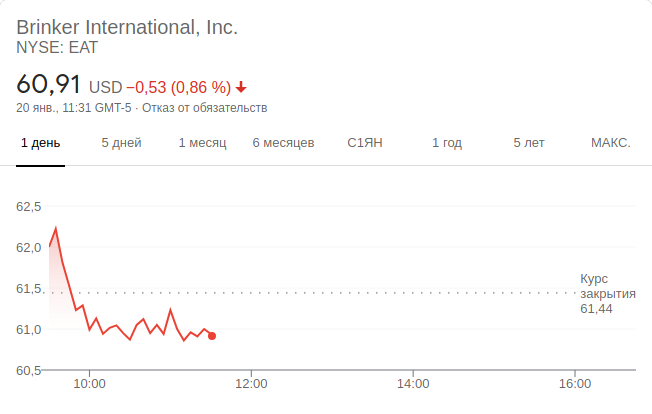 Brinker International, Inc.
NYSE: EAT
60,91 USD −0,53 (0,86 %)
20 янв., 11:31 GMT-5 · Отказ от обязательств
1 день 5 дней 1 месяц 6 месяцев С1ЯН 1 год 5 лет МАКС.
62,5
62,0
61,5
61,0
60,5
Курс
закрытия
61,44
10:00 12:00 14:00 16:00